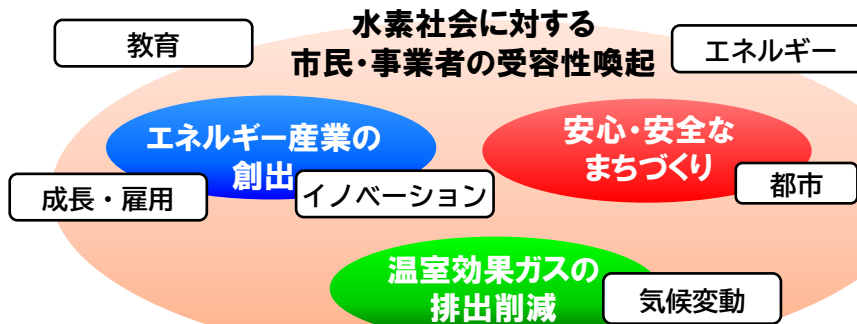 水素社会に対する
市民・事業者の受容性喚起
教育
エネルギー
エネルギー産業の
創出
成長・雇用
イノベーション
安心・安全な
まちづくり
都市
温室効果ガスの
排出削減
気候変動